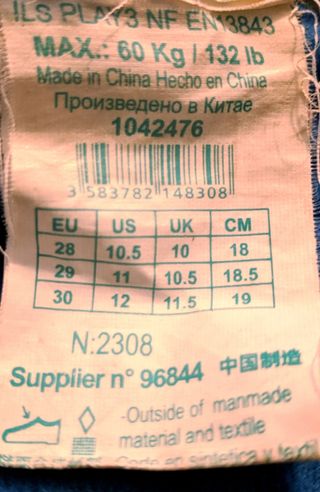 ILS PLAY3 NF EN13843
MAX.: 60 Kg / 132 lb
Made in China Hecho en China
Произведено в Китае
1042476
3 583782 148308
EU US UK CM
28 10.5 10 18
29 11 10.5 18.5
30 12 11.5 19
N:2308
Supplier n° 96844 中国制造
-Outside of manmade
material and textile